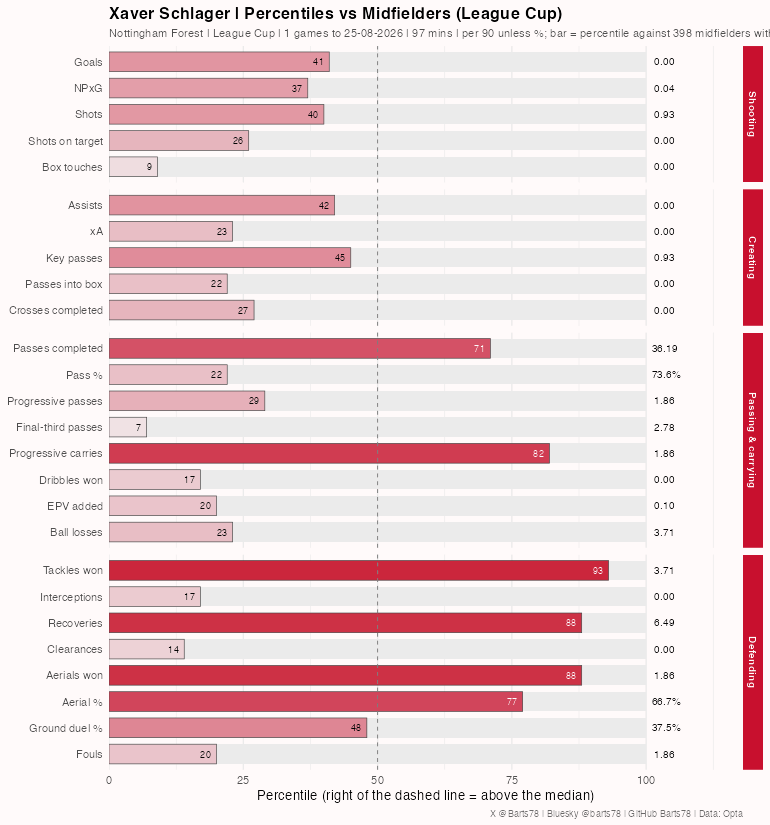 Xaver Schlager | Percentiles vs Midfielders (League Cup)
Nottingham Forest | League Cup | 1 games to 25-08-2026 | 97 mins | per 90 unless %; bar = percentile against 398 midfielders with
Goals 41 0.00
NPxG 37 0.04
Shots 40 0.93
Shots on target 26 0.00
Box touches 9 0.00
Shooting
Assists 42 0.00
xA 23 0.00
Key passes 45 0.93
Passes into box 22 0.00
Crosses completed 27 0.00
Creating
Passes completed 71 36.19
Pass % 22 73.6%
Progressive passes 29 1.86
Final-third passes 7 2.78
Progressive carries 82 1.86
Dribbles won 17 0.00
EPV added 20 0.10
Ball losses 23 3.71
Passing & carrying
Tackles won 93 3.71
Interceptions 17 0.00
Recoveries 88 6.49
Clearances 14 0.00
Aerials won 88 1.86
Aerial % 77 66.7%
Ground duel % 48 37.5%
Fouls 20 1.86
Defending
0 25 50 75 100
Percentile (right of the dashed line = above the median)
X @Barts78 | Bluesky @barts78 | GitHub Barts78 | Data: Opta